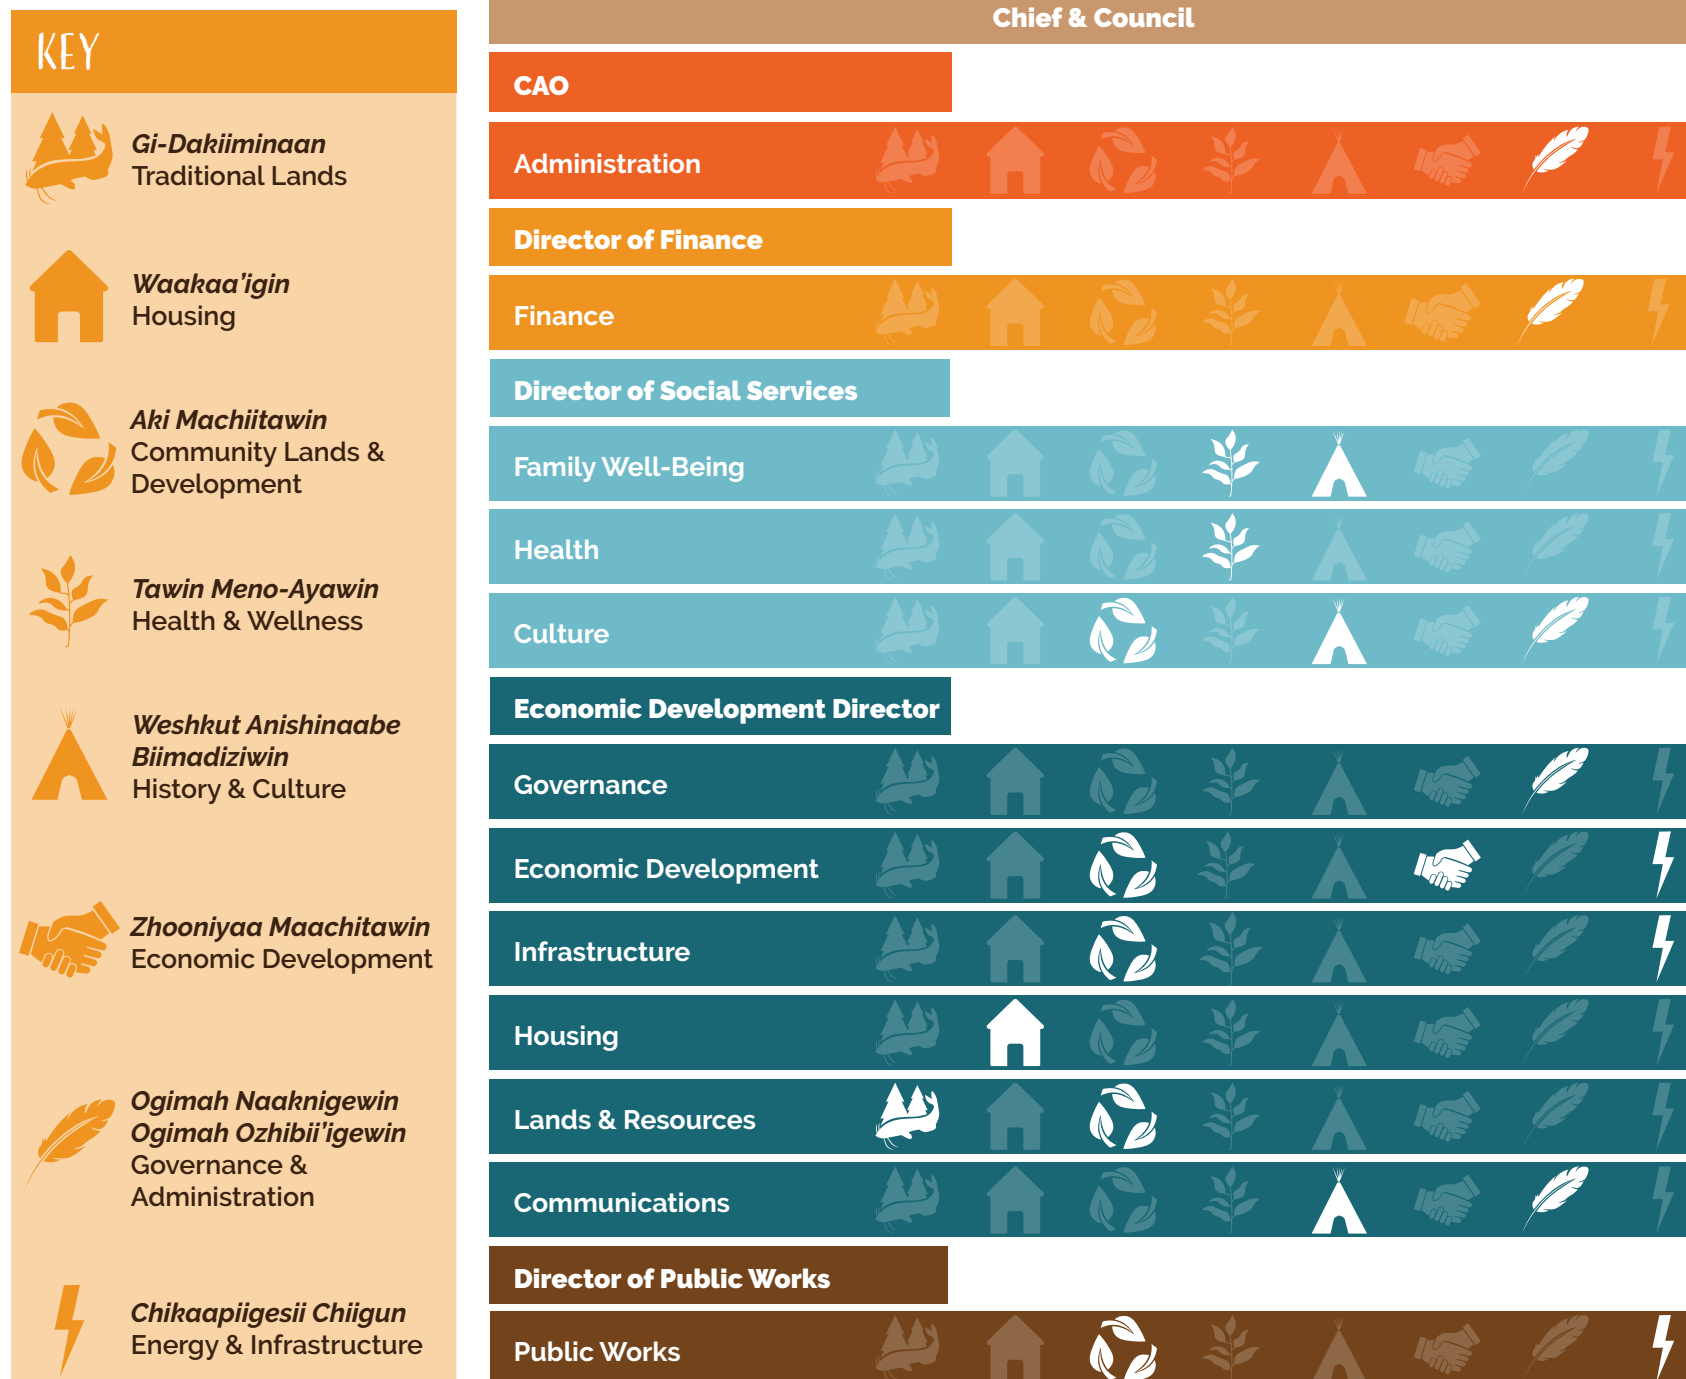 KEY
Gi-Dakiiminaan
Traditional Lands
Waakaa'igin
Housing
Aki Machiitawin
Community Lands &
Development
Tawin Meno-Ayawin
Health & Wellness
Weshkut Anishinaabe
Biimadiziwin
History & Culture
Zhooniyaa Maachitawin
Economic Development
Ogimah Naaknigewin
Ogimah Ozhibii'igewin
Governance &
Administration
Chikaapiigesii Chiigun
Energy & Infrastructure
Chief & Council
CAO
Administration
Director of Finance
Finance
Director of Social Services
Family Well-Being
Health
Culture
Economic Development Director
Governance
Economic Development
Infrastructure
Housing
Lands & Resources
Communications
Director of Public Works
Public Works